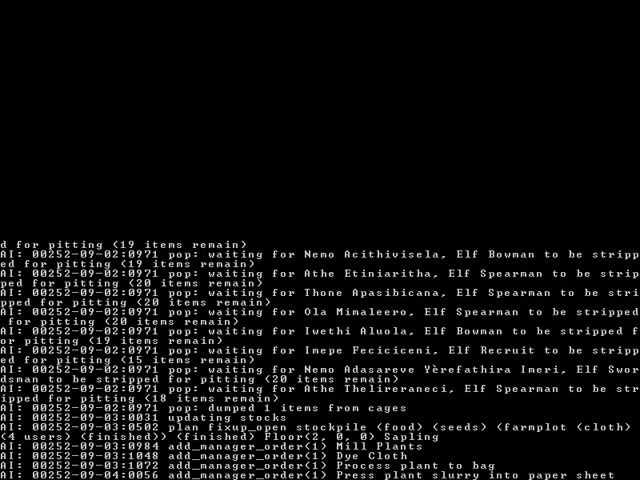 d for pitting (19 items remain)
AI: 00252-09-02:0971 pop: waiting for Nemo Acithivisela, Elf Bowman to be stripp
ed for pitting (19 items remain)
AI: 00252-09-02:0971 pop: waiting for Athe Etiniaritha, Elf Spearman to be strip
ped for pitting (20 items remain)
AI: 00252-09-02:0971 pop: waiting for Thone Apasibicana, Elf Spearman to be stri
pped for pitting (20 items remain)
AI: 00252-09-02:0971 pop: waiting for Ola Mimaleero, Elf Spearman to be stripped
 for pitting (20 items remain)
AI: 00252-09-02:0971 pop: waiting for Iwethi Aluola, Elf Bowman to be stripped f
or pitting (19 items remain)
AI: 00252-09-02:0971 pop: waiting for Imepe Feciciceni, Elf Recruit to be stripp
ed for pitting (15 items remain)
AI: 00252-09-02:0971 pop: waiting for Nemo Adasareve Yèrefathira Imeri, Elf Swor
dsman to be stripped for pitting (20 items remain)
AI: 00252-09-02:0971 pop: waiting for Athe Thelireraneci, Elf Spearman to be str
ipped for pitting (18 items remain)
AI: 00252-09-02:0971 pop: dumped 1 items from cages
AI: 00252-09-03:0031 updating stocks
AI: 00252-09-03:0502 plan fixup_open stockpile (food) (seeds) (farmplot (cloth)
(4 users) (finished)) (finished) Floor(2, 0, 0) Sapling
AI: 00252-09-03:0984 add_manager_order(1) Mill Plants
AI: 00252-09-03:1048 add_manager_order(1) Dye Cloth
AI: 00252-09-03:1072 add_manager_order(1) Process plant to bag
AI: 00252-09-04:0056 add_manager_order(1) Press plant slurry into paper sheet